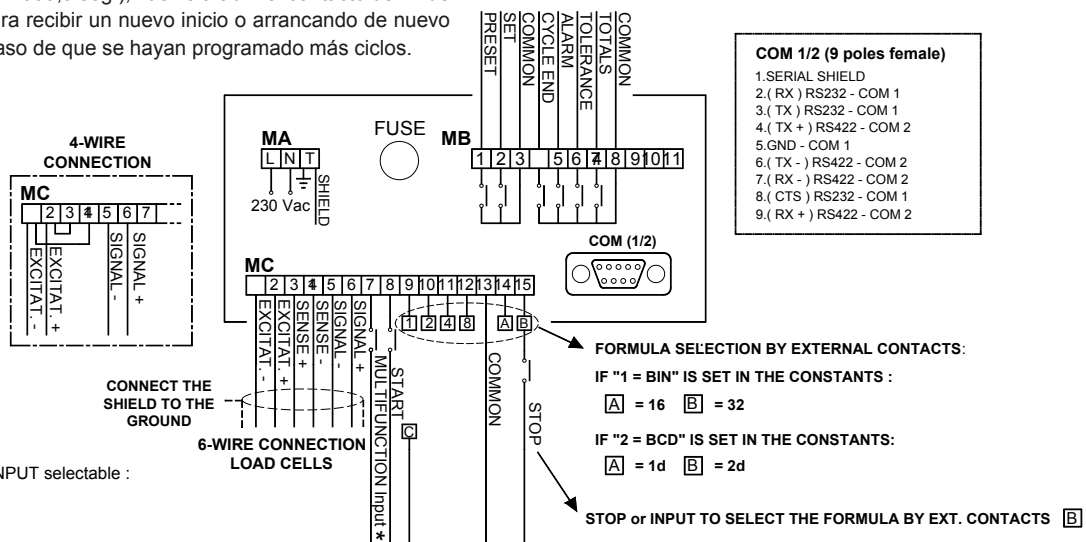 ra recibir un nuevo inicio o arrancando de nuevo
aso de que se hayan programado más ciclos.
PRESET
SET
COMMON
CYCLE END
ALARM
TOLERANCE
TOTALS
COMMON
COM 1/2 (9 poles female)
1.SERIAL SHIELD
2.( RX ) RS232 - COM 1
3.( TX ) RS232 - COM 1
4.( TX + ) RS422 - COM 2
5.GND - COM 1
6.( TX - ) RS422 - COM 2
7.( RX - ) RS422 - COM 2
8.( CTS ) RS232 - COM 1
9.( RX + ) RS422 - COM 2
4-WIRE
CONNECTION
MC
2 3 5 6 7
EXCITAT. -
EXCITAT. +
SIGNAL -
SIGNAL +
MA
L N T
230 Vac
SHIELD
FUSE
MB
1 2 3 5 6 8 9 10 11
COM (1/2)
MC
2 3 5 6 7 8 9 10 11 12 13 14 15
EXCITAT. -
EXCITAT. +
SENSE +
SENSE -
SIGNAL -
SIGNAL +
MULTIFUNCTION Input *
START
C
1 2 4 8
A B
COMMON
STOP
CONNECT THE
SHIELD TO THE
GROUND
6-WIRE CONNECTION
LOAD CELLS
FORMULA SELECTION BY EXTERNAL CONTACTS:
IF "1 = BIN" IS SET IN THE CONSTANTS :
A = 16 B = 32
IF "2 = BCD" IS SET IN THE CONSTANTS:
A = 1d B = 2d
NPUT selectable :
STOP or INPUT TO SELECT THE FORMULA BY EXT. CONTACTS B